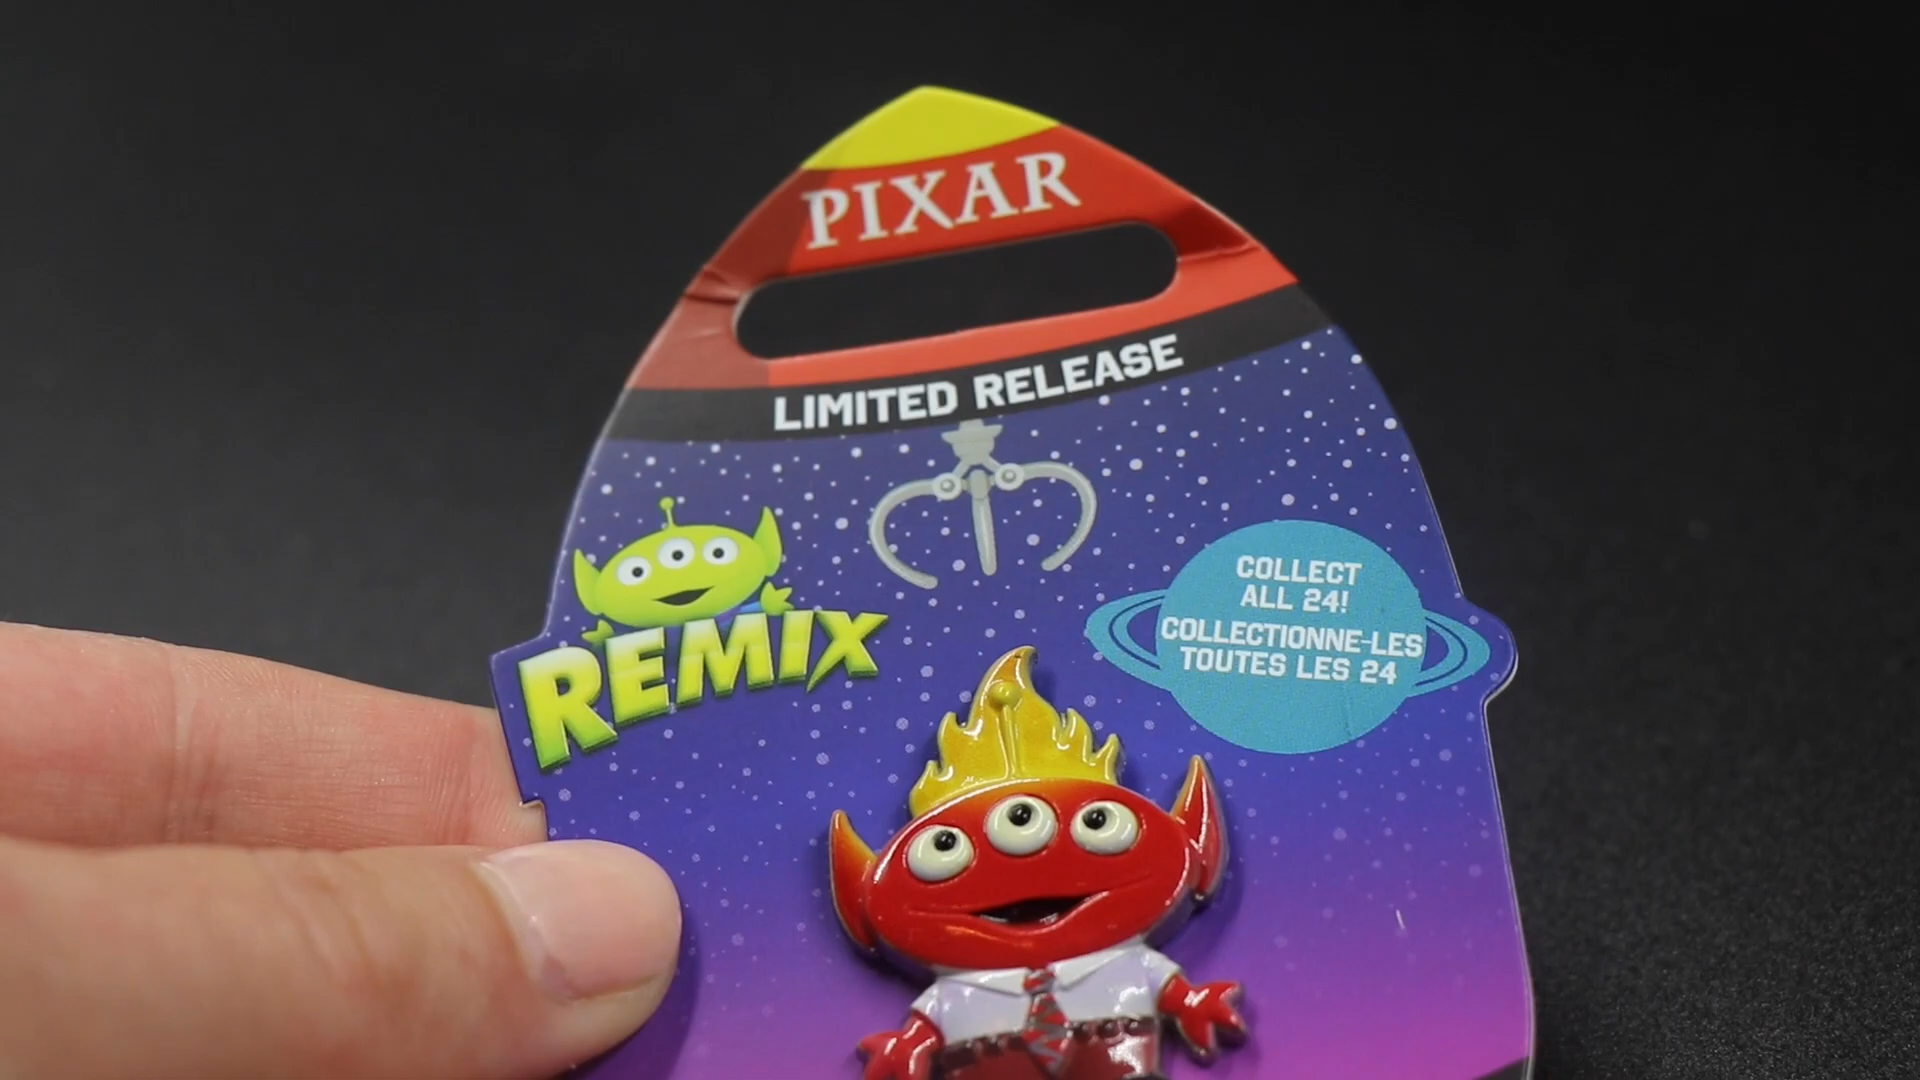 PIXAR
LIMITED RELEASE
REMIX
COLLECT
ALL 24!
COLLECTIONNE-LES
TOUTES LES 24